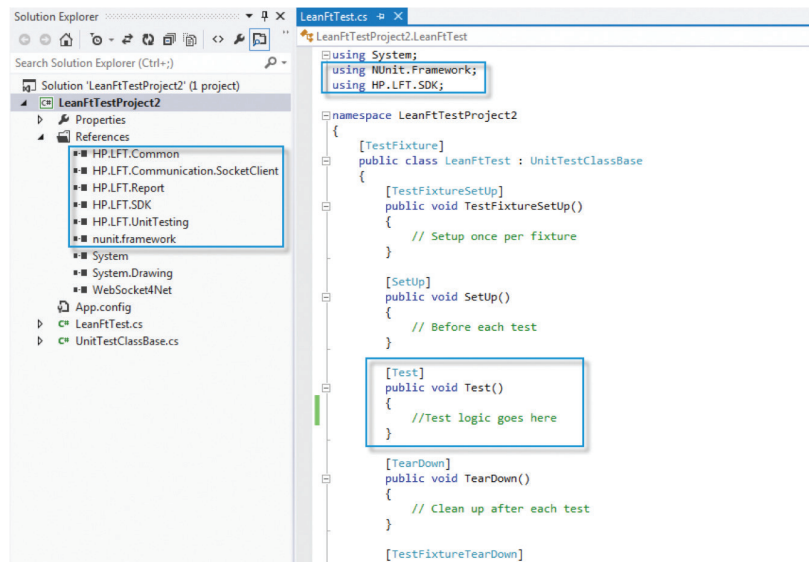 Solution Explorer
Search Solution Explorer (Ctrl+;)
Solution 'LeanFtTestProject2' (1 project)
C# LeanFtTestProject2
Properties
References
HP.LFT.Common
HP.LFT.Communication.SocketClient
HP.LFT.Report
HP.LFT.SDK
HP.LFT.UnitTesting
nunit.framework
System
System.Drawing
WebSocket4Net
App.config
C# LeanFtTest.cs
C# UnitTestClassBase.cs
LeanFtTest.cs
LeanFtTestProject2.LeanFtTest
using System;
using NUnit.Framework;
using HP.LFT.SDK;
namespace LeanFtTestProject2
{
[TestFixture]
public class LeanFtTest : UnitTestClassBase
{
[TestFixtureSetUp]
public void TestFixtureSetUp()
{
// Setup once per fixture
}
[SetUp]
public void SetUp()
{
// Before each test
}
[Test]
public void Test()
{
//Test logic goes here
}
[TearDown]
public void TearDown()
{
// Clean up after each test
}
[TestFixtureTearDown]